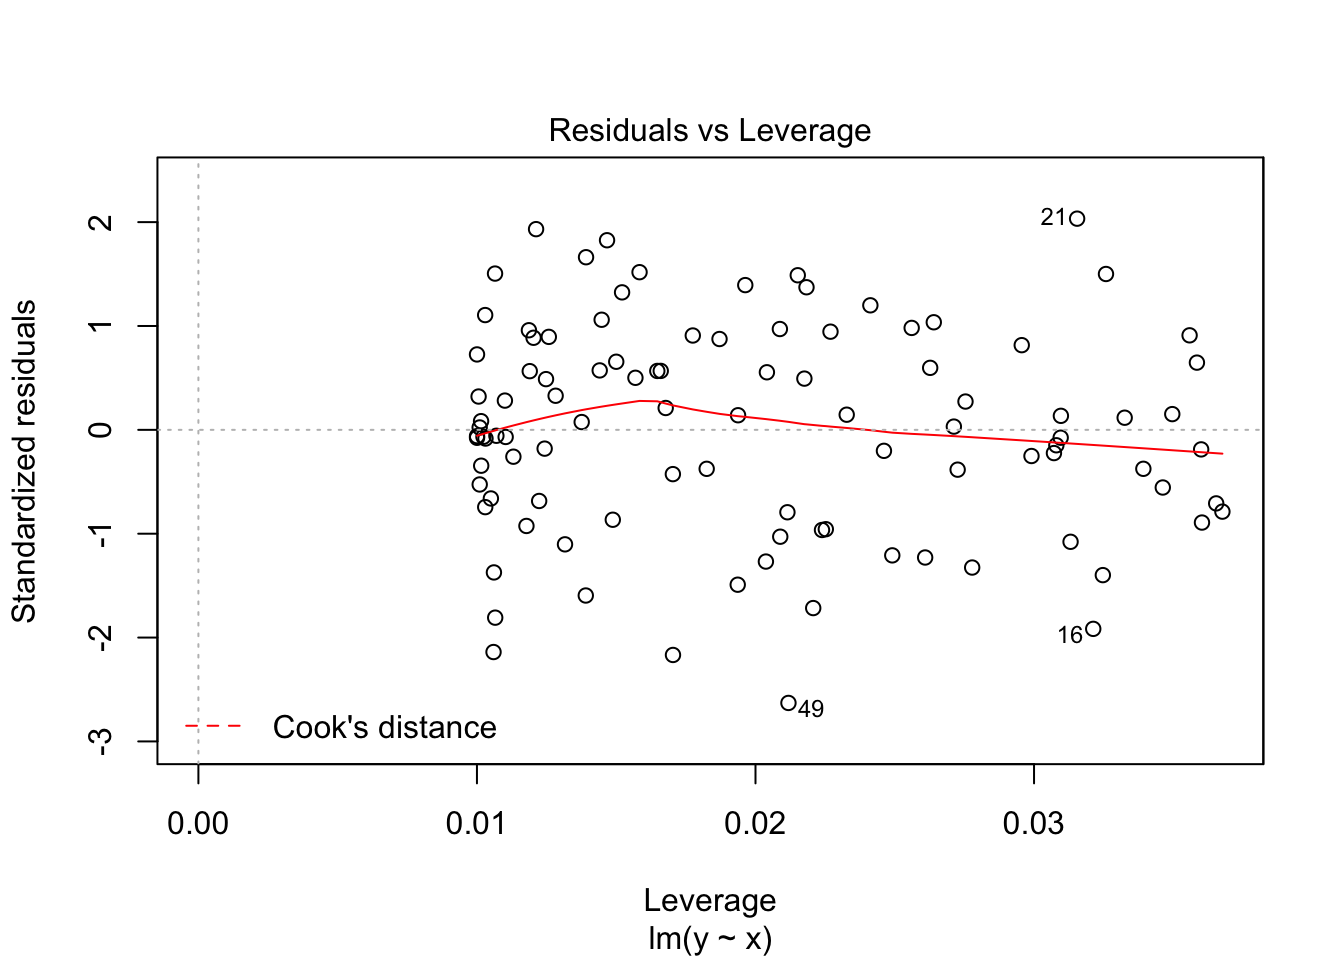 Residuals vs Leverage
Standardized residuals
2
1
0
-1
-2
-3
21
16
49
Cook's distance
0.00 0.01 0.02 0.03
Leverage
lm(y ~ x)